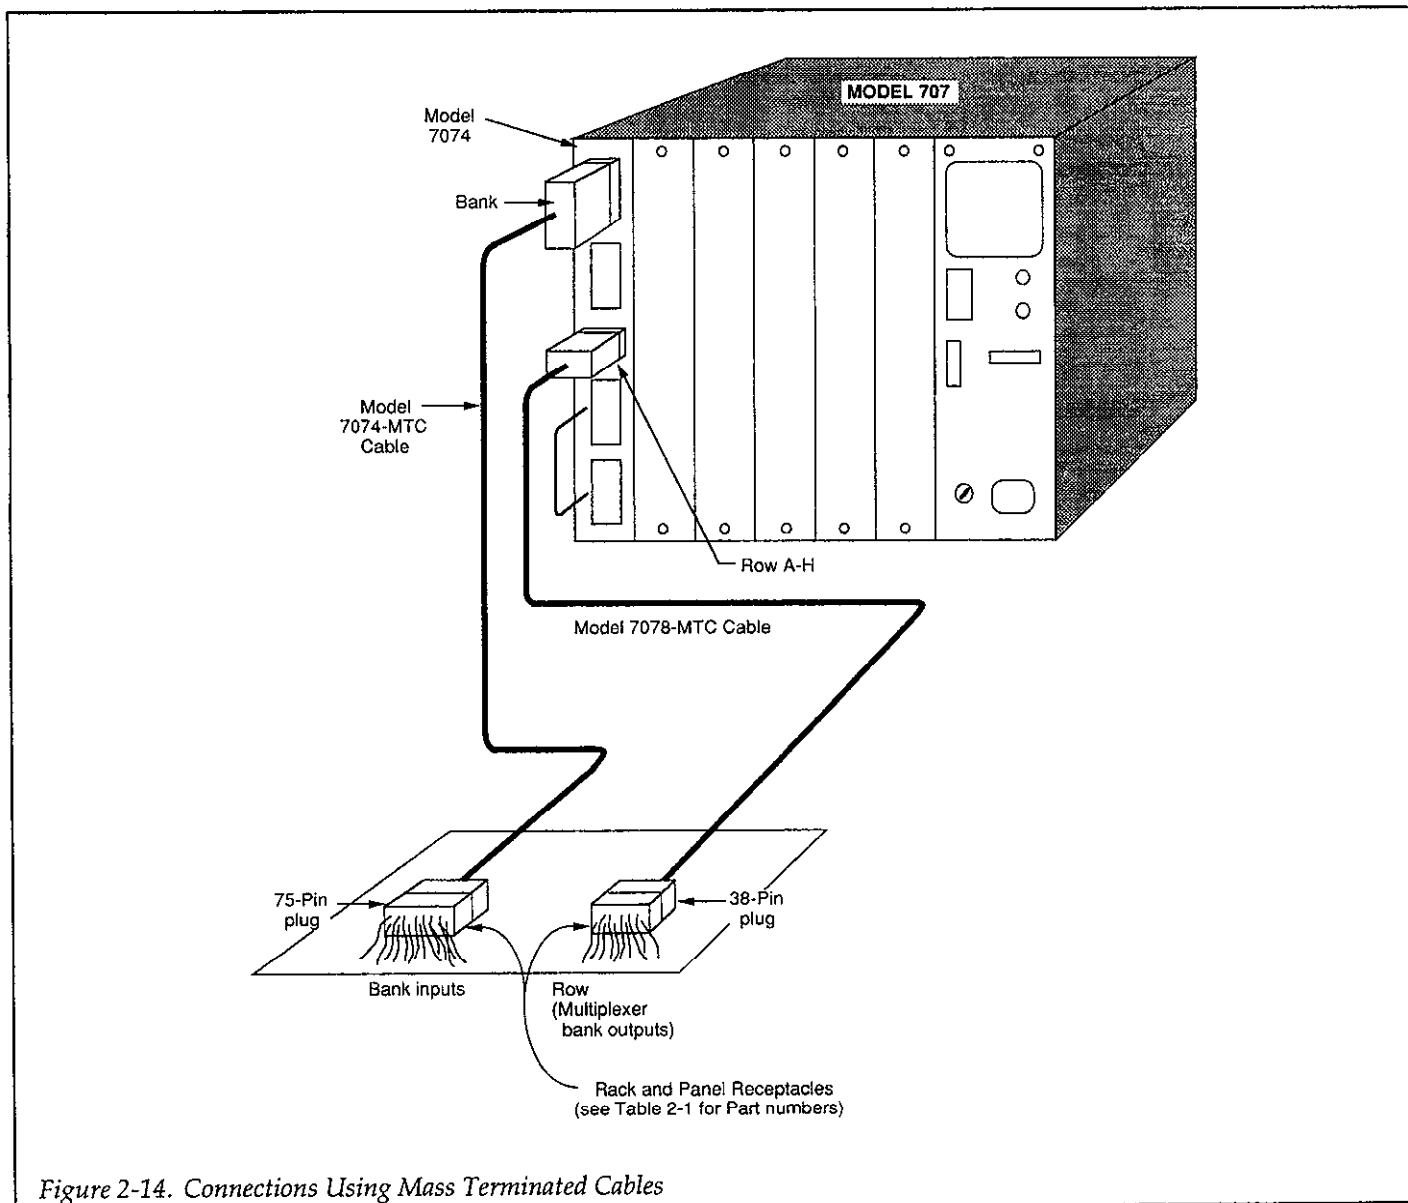 MODEL 707
Model
7074
Bank
Model
7074-MTC
Cable
Row A-H
Model 7078-MTC Cable
75-Pin
plug
38-Pin
plug
Bank inputs
Row
(Multiplexer
bank outputs)
Rack and Panel Receptacles
(see Table 2-1 for Part numbers)
Figure 2-14. Connections Using Mass Terminated Cables